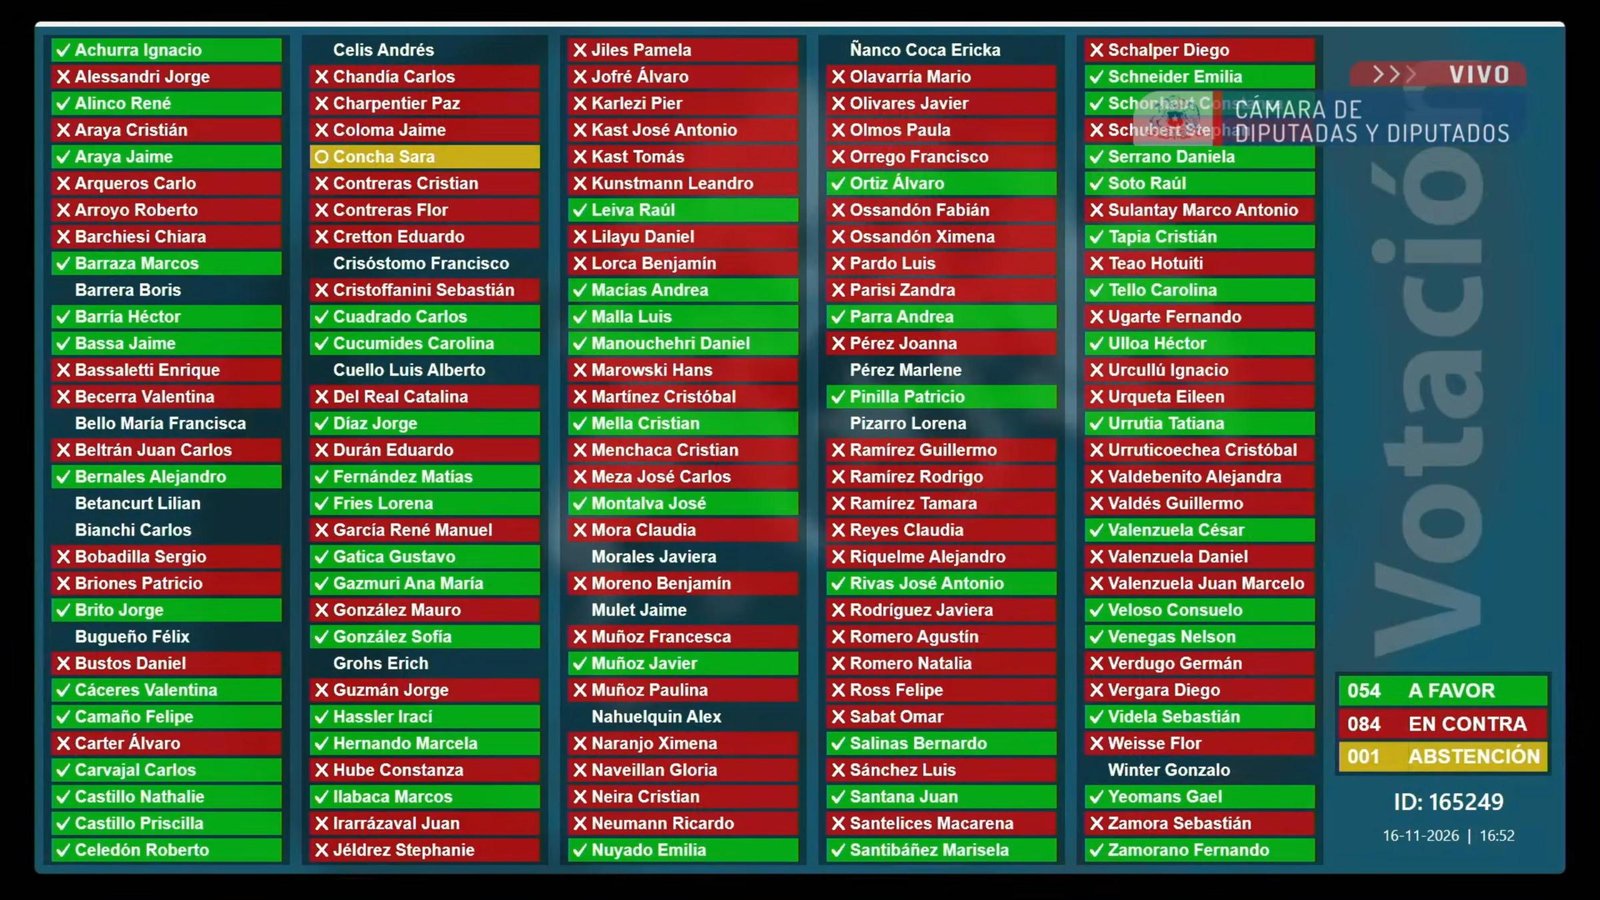 ✓ Achurra Ignacio
X Alessandri Jorge
✓ Alinco René
X Araya Cristián
✓ Araya Jaime
X Arqueros Carlo
X Arroyo Roberto
X Barchiesi Chiara
✓ Barraza Marcos
Barrera Boris
✓ Barría Héctor
✓ Bassa Jaime
X Bassaletti Enrique
X Becerra Valentina
Bello María Francisca
X Beltrán Juan Carlos
✓ Bernales Alejandro
Betancurt Lilian
Bianchi Carlos
X Bobadilla Sergio
X Briones Patricio
✓ Brito Jorge
Bugueño Félix
X Bustos Daniel
✓ Cáceres Valentina
✓ Camaño Felipe
X Carter Álvaro
✓ Carvajal Carlos
✓ Castillo Nathalie
✓ Castillo Priscilla
✓ Celedón Roberto
Celis Andrés
X Chandía Carlos
X Charpentier Paz
X Coloma Jaime
O Concha Sara
X Contreras Cristian
X Contreras Flor
X Cretton Eduardo
Crisóstomo Francisco
X Cristoffanini Sebastián
✓ Cuadrado Carlos
✓ Cucumides Carolina
Cuello Luis Alberto
X Del Real Catalina
✓ Díaz Jorge
X Durán Eduardo
✓ Fernández Matías
✓ Fries Lorena
X García René Manuel
✓ Gatica Gustavo
✓ Gazmuri Ana María
X González Mauro
✓ González Sofía
Grohs Erich
X Guzmán Jorge
✓ Hassler Irací
✓ Hernando Marcela
X Hube Constanza
✓ Ilabaca Marcos
X Irarrázaval Juan
X Jéldrez Stephanie
X Jiles Pamela
X Jofré Álvaro
X Karlezi Pier
X Kast José Antonio
X Kast Tomás
X Kunstmann Leandro
✓ Leiva Raúl
X Lilayu Daniel
X Lorca Benjamín
✓ Macías Andrea
✓ Malla Luis
✓ Manouchehri Daniel
X Marowski Hans
X Martínez Cristóbal
✓ Mella Cristian
X Menchaca Cristian
X Meza José Carlos
✓ Montalva José
X Mora Claudia
Morales Javiera
X Moreno Benjamín
Mulet Jaime
X Muñoz Francesca
✓ Muñoz Javier
X Muñoz Paulina
Nahuelquin Alex
X Naranjo Ximena
X Naveillan Gloria
X Neira Cristian
X Neumann Ricardo
✓ Nuyado Emilia
Ñanco Coca Ericka
X Olavarría Mario
X Olivares Javier
X Olmos Paula
X Orrego Francisco
✓ Ortiz Álvaro
X Ossandón Fabián
X Ossandón Ximena
X Pardo Luis
X Parisi Zandra
✓ Parra Andrea
X Pérez Joanna
Pérez Marlene
✓ Pinilla Patricio
Pizarro Lorena
X Ramírez Guillermo
X Ramírez Rodrigo
X Ramírez Tamara
X Reyes Claudia
X Riquelme Alejandro
✓ Rivas José Antonio
X Rodríguez Javiera
X Romero Agustín
X Romero Natalia
X Ross Felipe
X Sabat Omar
✓ Salinas Bernardo
X Sánchez Luis
✓ Santana Juan
X Santelices Macarena
✓ Santibáñez Marisela
X Schalper Diego
✓ Schneider Emilia
✓
X Schubert Stephan
✓ Serrano Daniela
✓ Soto Raúl
X Sulantay Marco Antonio
✓ Tapia Cristián
X Teao Hotuiti
✓ Tello Carolina
X Ugarte Fernando
✓ Ulloa Héctor
X Urcullú Ignacio
X Urqueta Eileen
✓ Urrutia Tatiana
X Urruticoechea Cristóbal
X Valdebenito Alejandra
X Valdés Guillermo
✓ Valenzuela César
X Valenzuela Daniel
X Valenzuela Juan Marcelo
✓ Veloso Consuelo
✓ Venegas Nelson
X Verdugo Germán
X Vergara Diego
✓ Videla Sebastián
X Weisse Flor
Winter Gonzalo
✓ Yeomans Gael
X Zamora Sebastián
✓ Zamorano Fernando
>>> VIVO
CÁMARA DE
DIPUTADAS Y DIPUTADOS
Votación
054 A FAVOR
084 EN CONTRA
001 ABSTENCIÓN
ID: 165249
16-11-2026 | 16:52